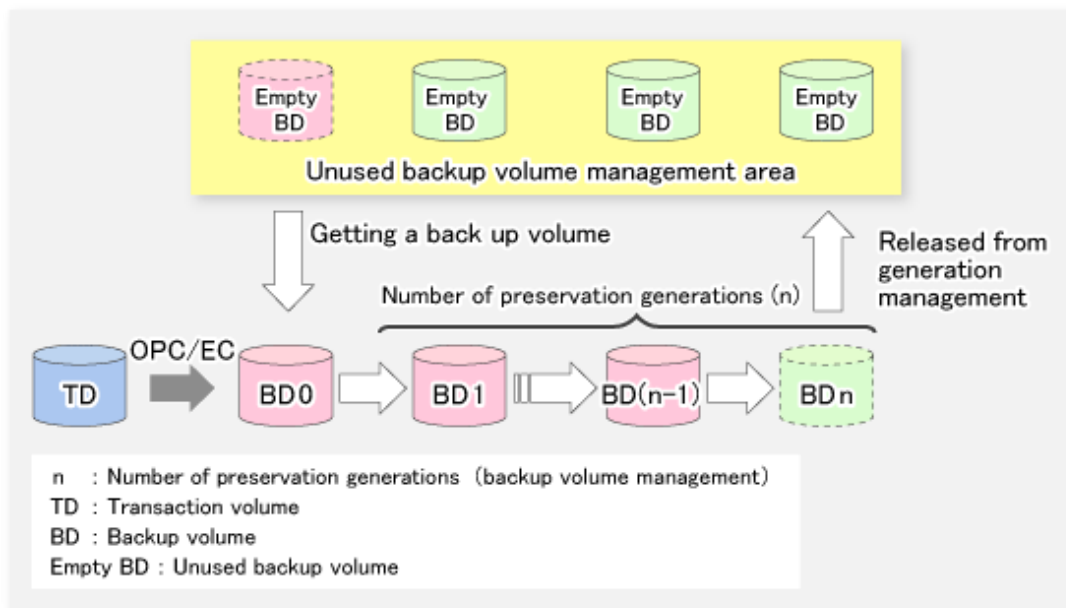 Empty
BD
Empty
BD
Empty
BD
Empty
BD
Unused backup volume management area
Getting a back up volume
Released from
generation
management
Number of preservation generations (n)
OPC/EC
TD
BD0
BD1
BD(n-1)
BDn
n : Number of preservation generations (backup volume management)
TD : Transaction volume
BD : Backup volume
Empty BD : Unused backup volume